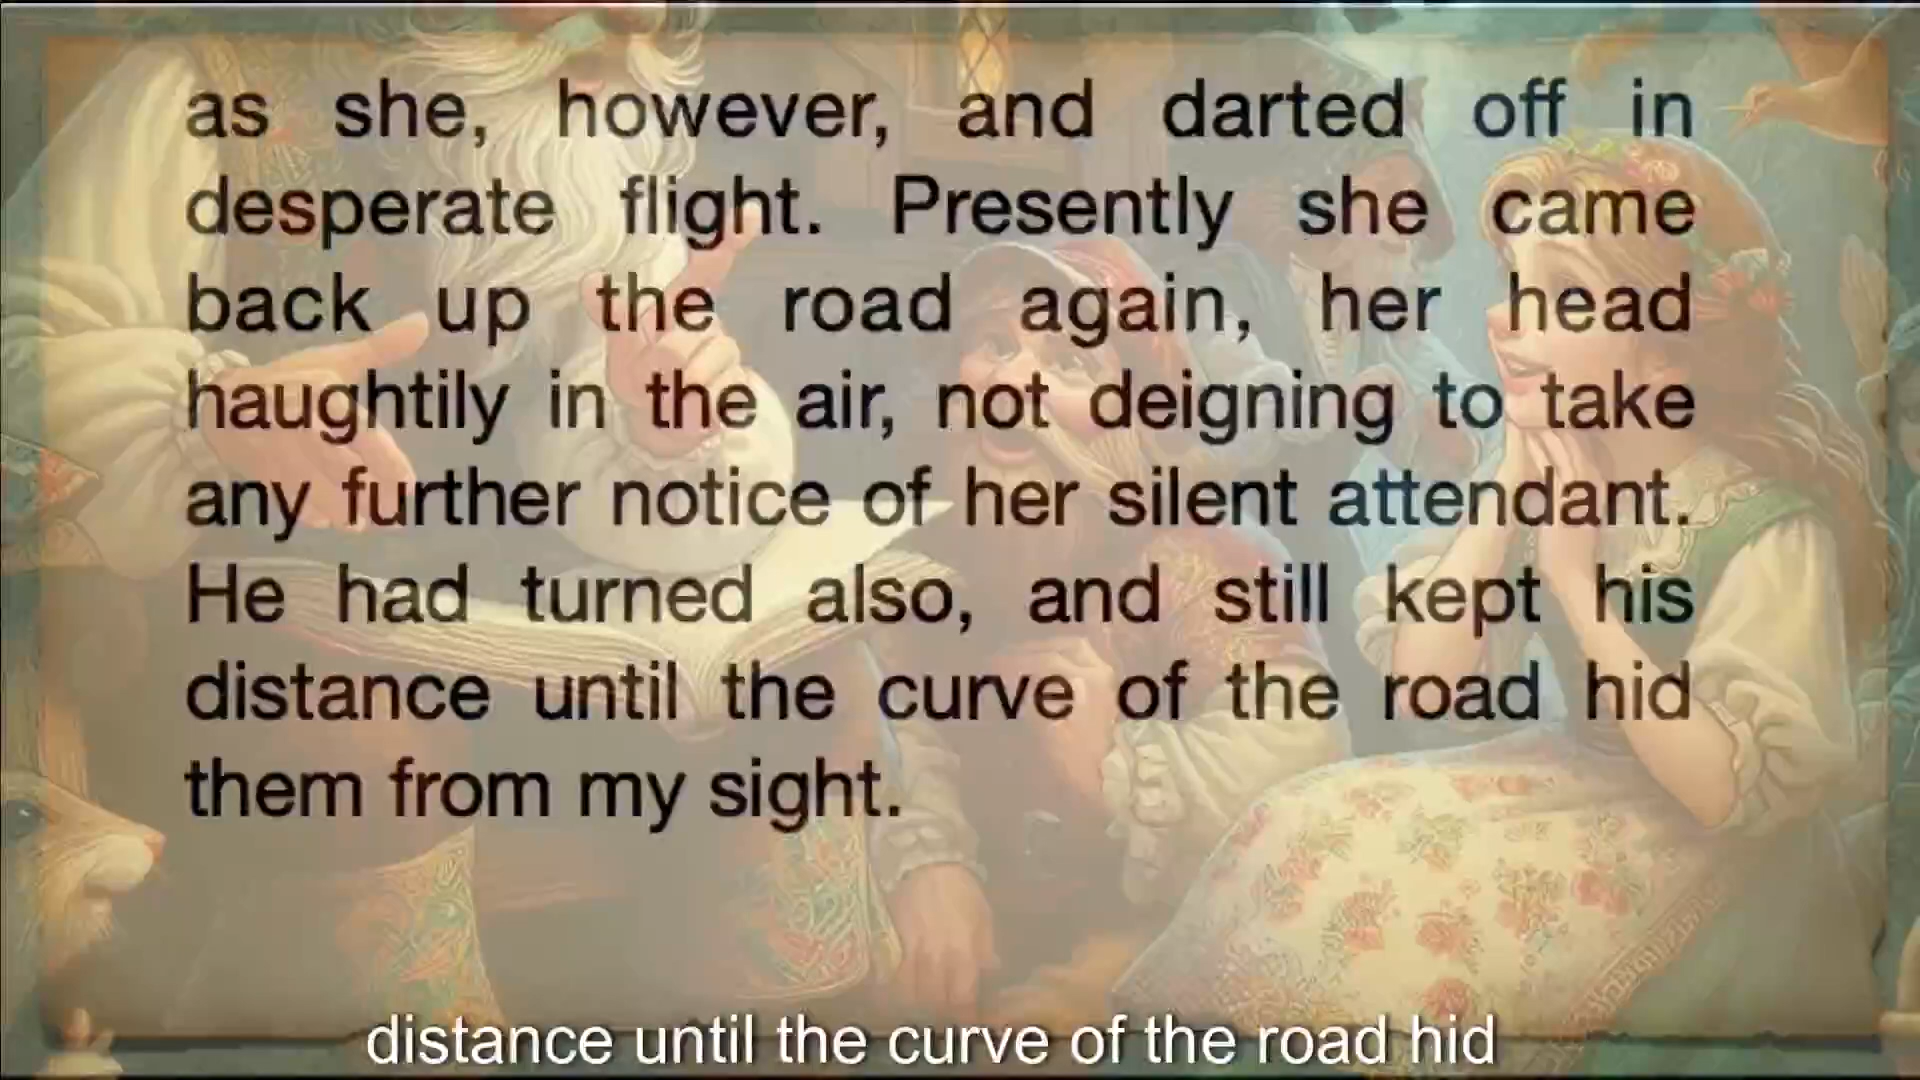 as she, however, and darted off in
desperate flight. Presently she came
back up the road again, her head
haughtily in the air, not deigning to take
any further notice of her silent attendant.
He had turned also, and still kept his
distance until the curve of the road hid
them from my sight.
distance until the curve of the road hid